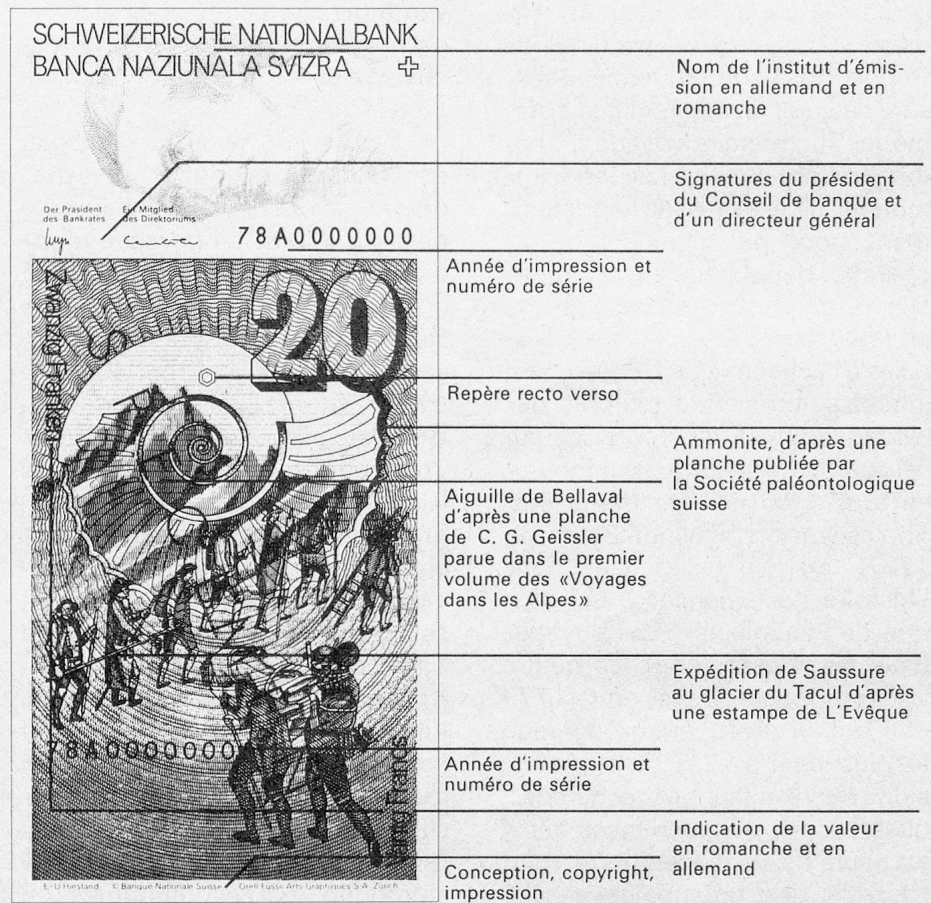 SCHWEIZERISCHE NATIONALBANK
BANCA NAZIUNALA SVIZRA
Nom de l'institut d'émis-
sion en allemand et en
romanche
Signatures du président
du Conseil de banque et
d'un directeur général
Der Präsident
des Bankrates
Ein Mitglied
des Direktoriums
78A0000000
Année d'impression et
numéro de série
20
Zwanzig Franken
Repère recto verso
Ammonite, d'après une
planche publiée par
la Société paléontologique
suisse
Aiguille de Bellaval
d'après une planche
de C. G. Geissler
parue dans le premier
volume des «Voyages
dans les Alpes»
Expédition de Saussure
au glacier du Tacul d'après
une estampe de L'Evêque
78A0000000
Année d'impression et
numéro de série
Francs
Indication de la valeur
en romanche et en
allemand
Conception, copyright,
impression
E+U Hiestand © Banque Nationale Suisse Orell Füssli Arts Graphiques S.A. Zürich